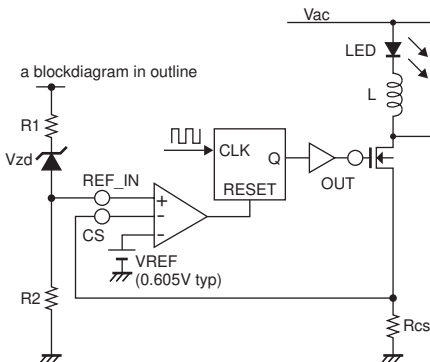 Vac
LED
a blockdiagram in outline
L
R1
Vzd
CLK
Q
REF_IN
RESET
OUT
+
−
−
CS
VREF
(0.605V typ)
R2
Rcs